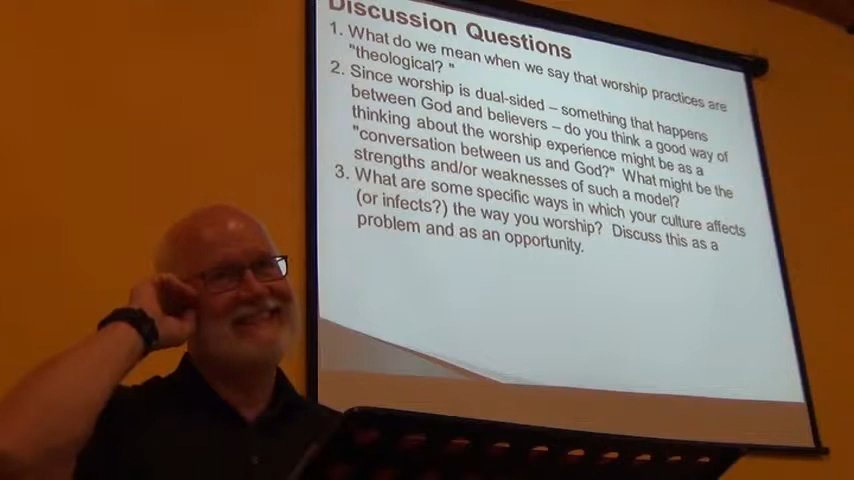 Discussion Questions
1. What do we mean when we say that worship practices are
"theological? "
2. Since worship is dual-sided – something that happens
between God and believers – do you think a good way of
thinking about the worship experience might be as a
"conversation between us and God?" What might be the
strengths and/or weaknesses of such a model?
3. What are some specific ways in which your culture affects
(or infects?) the way you worship? Discuss this as a
problem and as an opportunity.